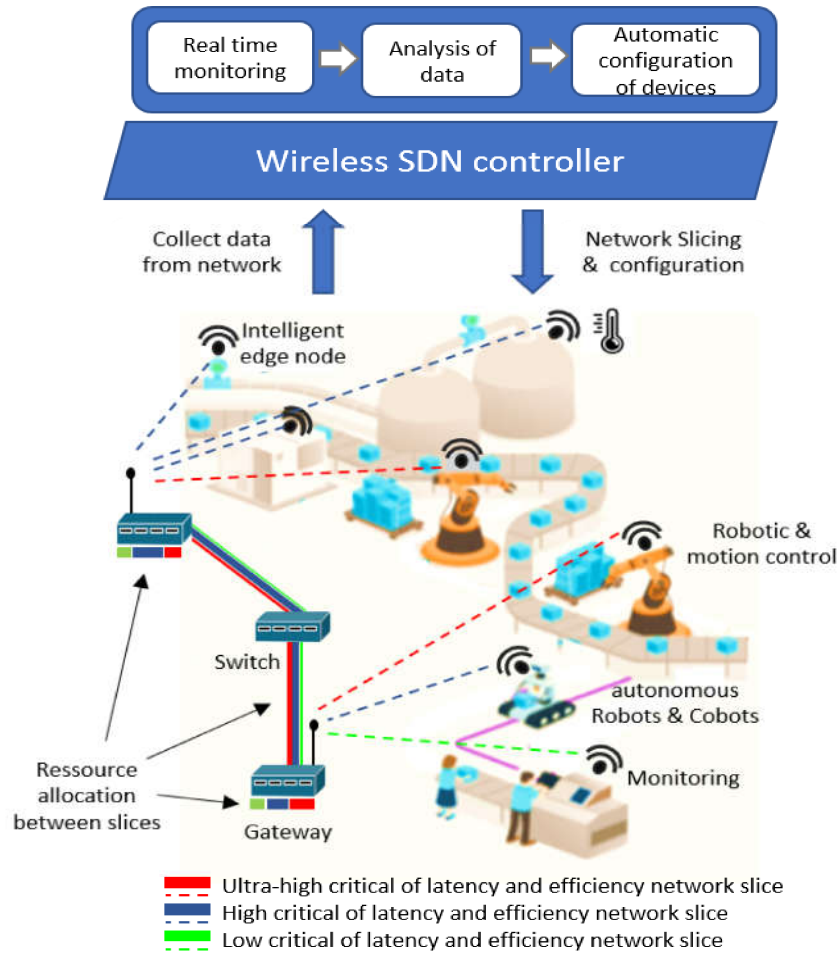 Real time
monitoring
Analysis of
data
Automatic
configuration
of devices
Wireless SDN controller
Collect data
from network
Network Slicing
& configuration
Intelligent
edge node
Robotic &
motion control
Switch
autonomous
Robots & Cobots
Ressource
allocation
between slices
Monitoring
Gateway
Ultra-high critical of latency and efficiency network slice
High critical of latency and efficiency network slice
Low critical of latency and efficiency network slice